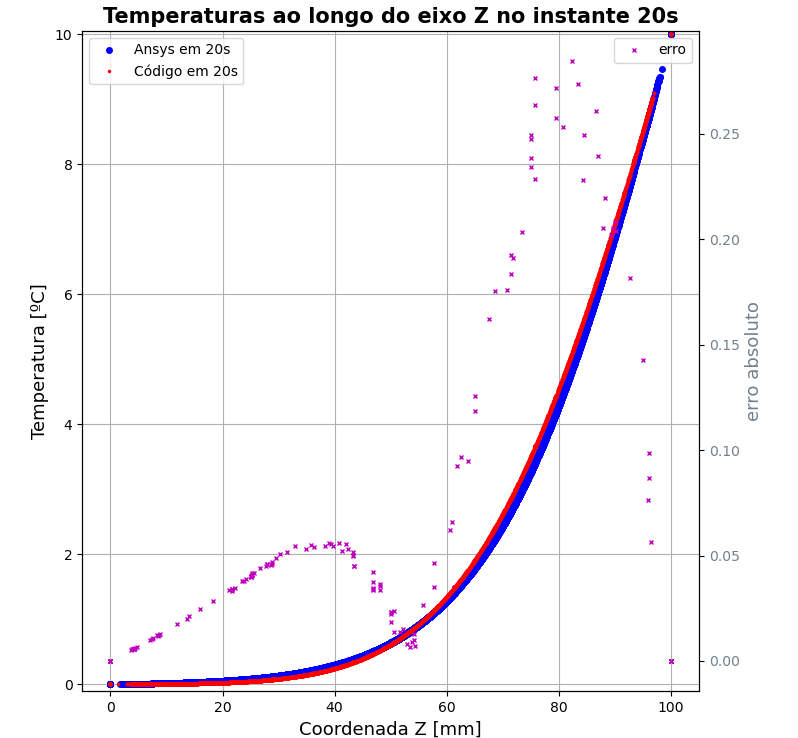 Temperaturas ao longo do eixo Z no instante 20s
Ansys em 20s
Código em 20s
erro
10
8
6
4
2
0
Temperatura [ºC]
0.25
0.20
0.15
0.10
0.05
0.00
erro absoluto
0 20 40 60 80 100
Coordenada Z [mm]